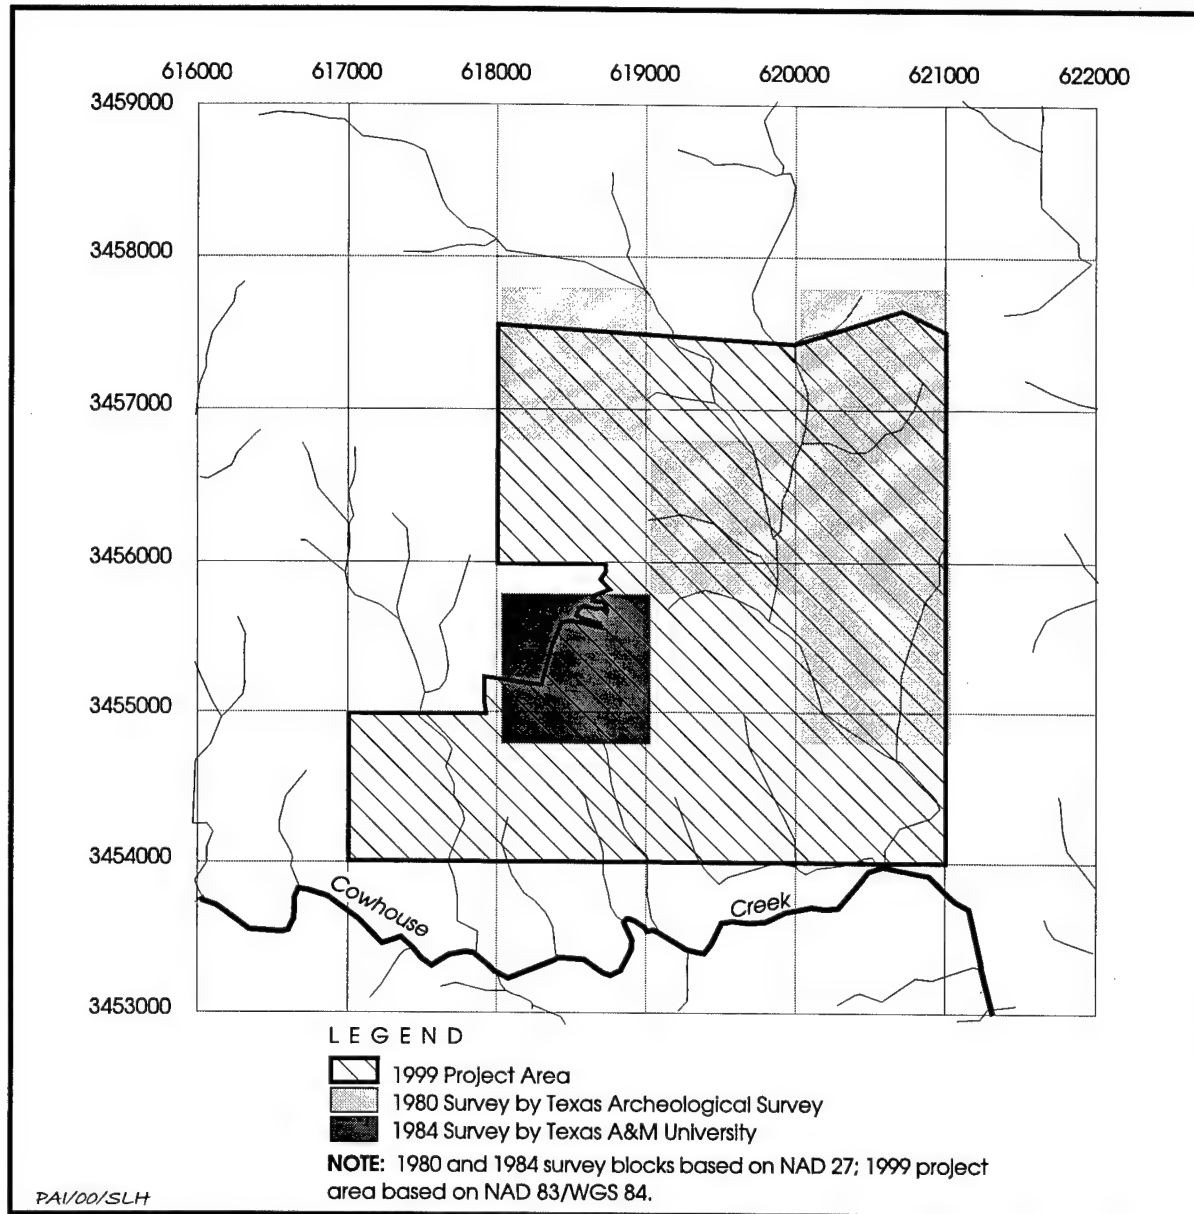 616000 617000 618000 619000 620000 621000 622000
3459000
3458000
3457000
3456000
3455000
3454000
3453000
Cowhouse Creek
LEGEND
1999 Project Area
1980 Survey by Texas Archeological Survey
1984 Survey by Texas A&M University
NOTE: 1980 and 1984 survey blocks based on NAD 27; 1999 project
area based on NAD 83/WGS 84.
PAI/00/SLH